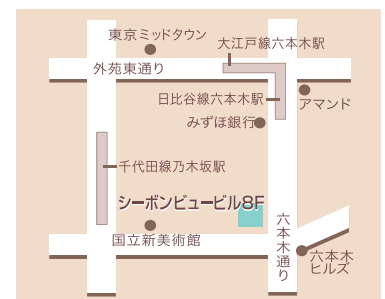 東京ミッドタウン
大江戸線六本木駅
外苑東通り
日比谷線六本木駅
アマンド
みずほ銀行
千代田線乃木坂駅
シーボンビュービル8F
国立新美術館
六本木通り
六本木
ヒルズ